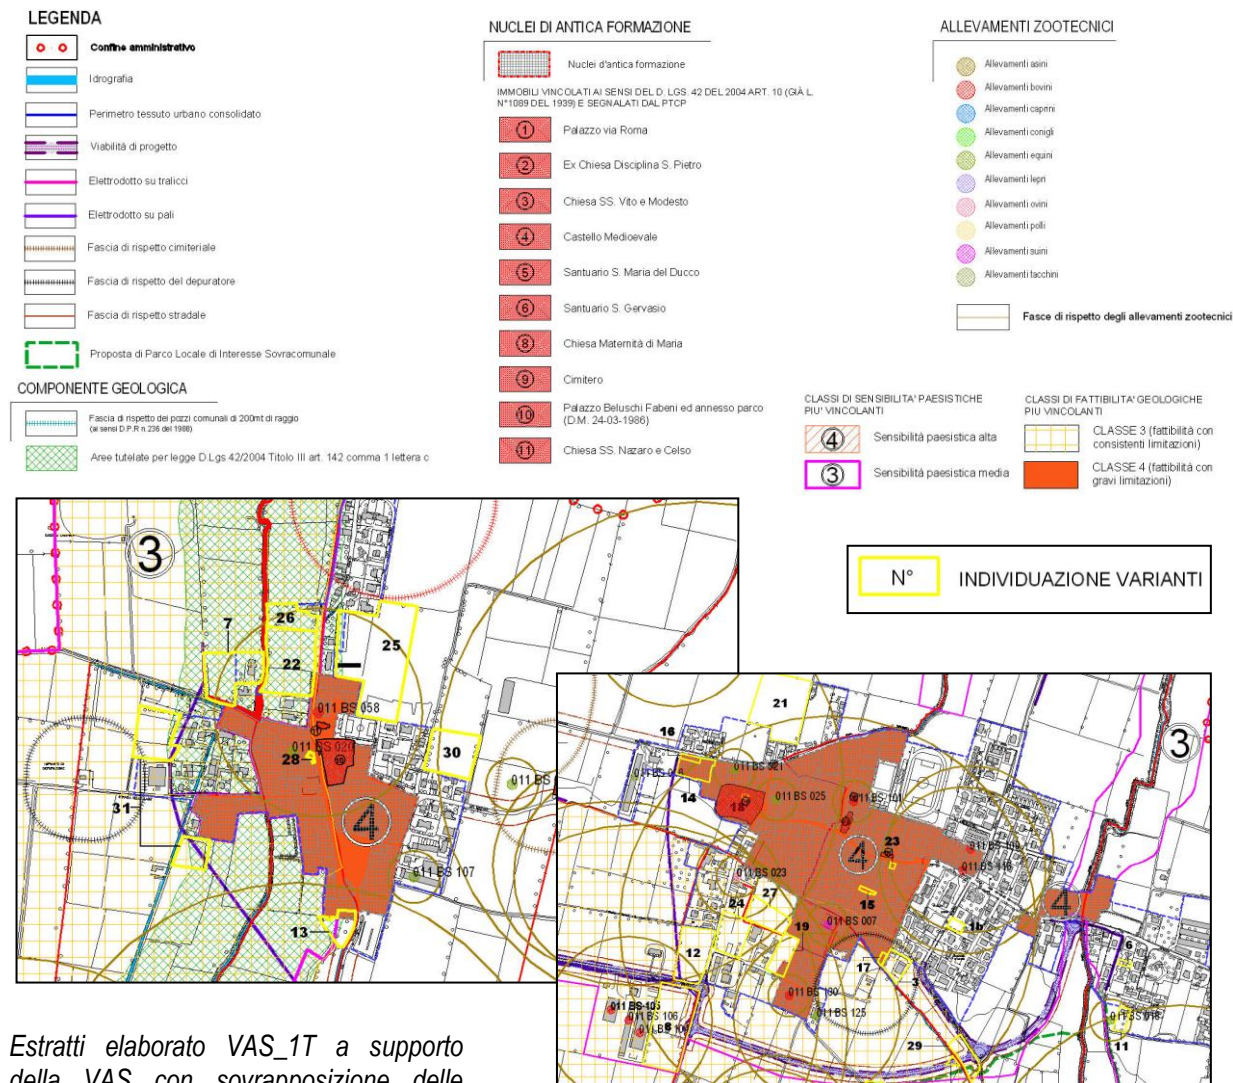 LEGENDA
Confine amministrativo
Idrografia
Perimetro tessuto urbano consolidato
Viabilità di progetto
Elettrodotto su tralicci
Elettrodotto su pali
Fascia di rispetto cimiteriale
Fascia di rispetto del depuratore
Fascia di rispetto stradale
Proposta di Parco Locale di Interesse Sovracomunale
COMPONENTE GEOLOGICA
Fascia di rispetto dei pozzi comunali di 200mt di raggio
(ai sensi D.P.R n.236 del 1988)
Aree tutelate per legge D.Lgs 42/2004 Titolo III art. 142 comma 1 lettera c
NUCLEI DI ANTICA FORMAZIONE
Nuclei d'antica formazione
IMMOBILI VINCOLATI AI SENSI DEL D. LGS. 42 DEL 2004 ART. 10 (GIÀ L.
N°1089 DEL 1939) E SEGNALATI DAL PTCP
1 Palazzo via Roma
2 Ex Chiesa Disciplina S. Pietro
3 Chiesa SS. Vito e Modesto
4 Castello Medioevale
5 Santuario S. Maria del Ducco
6 Santuario S. Gervasio
8 Chiesa Maternità di Maria
9 Cimitero
10 Palazzo Beluschi Fabeni ed annesso parco
(D.M. 24-03-1986)
11 Chiesa SS. Nazaro e Celso
ALLEVAMENTI ZOOTECNICI
Allevamenti asini
Allevamenti bovini
Allevamenti caprini
Allevamenti conigli
Allevamenti equini
Allevamenti lepri
Allevamenti ovini
Allevamenti polli
Allevamenti suini
Allevamenti tacchini
Fasce di rispetto degli allevamenti zootecnici
CLASSI DI SENSIBILITA' PAESISTICHE
PIU' VINCOLANTI
4 Sensibilità paesistica alta
3 Sensibilità paesistica media
CLASSI DI FATTIBILITA' GEOLOGICHE
PIU VINCOLANTI
CLASSE 3 (fattibilità con
consistenti limitazioni)
CLASSE 4 (fattibilità con
gravi limitazioni)
N° INDIVIDUAZIONE VARIANTI
3
7
26
25
22
011 BS 058
011 BS 020
28
30
011 BS
31
4
011 BS 107
13
21
16
3
14
011 BS 025
23
4
011 BS 023
24
27
15
4
19
011 BS 007
12
17
3
6
011 BS 105
011 BS 106
011 BS 125
29
11
Estratti elaborato VAS_1T a supporto
della VAS con sovrapposizione delle